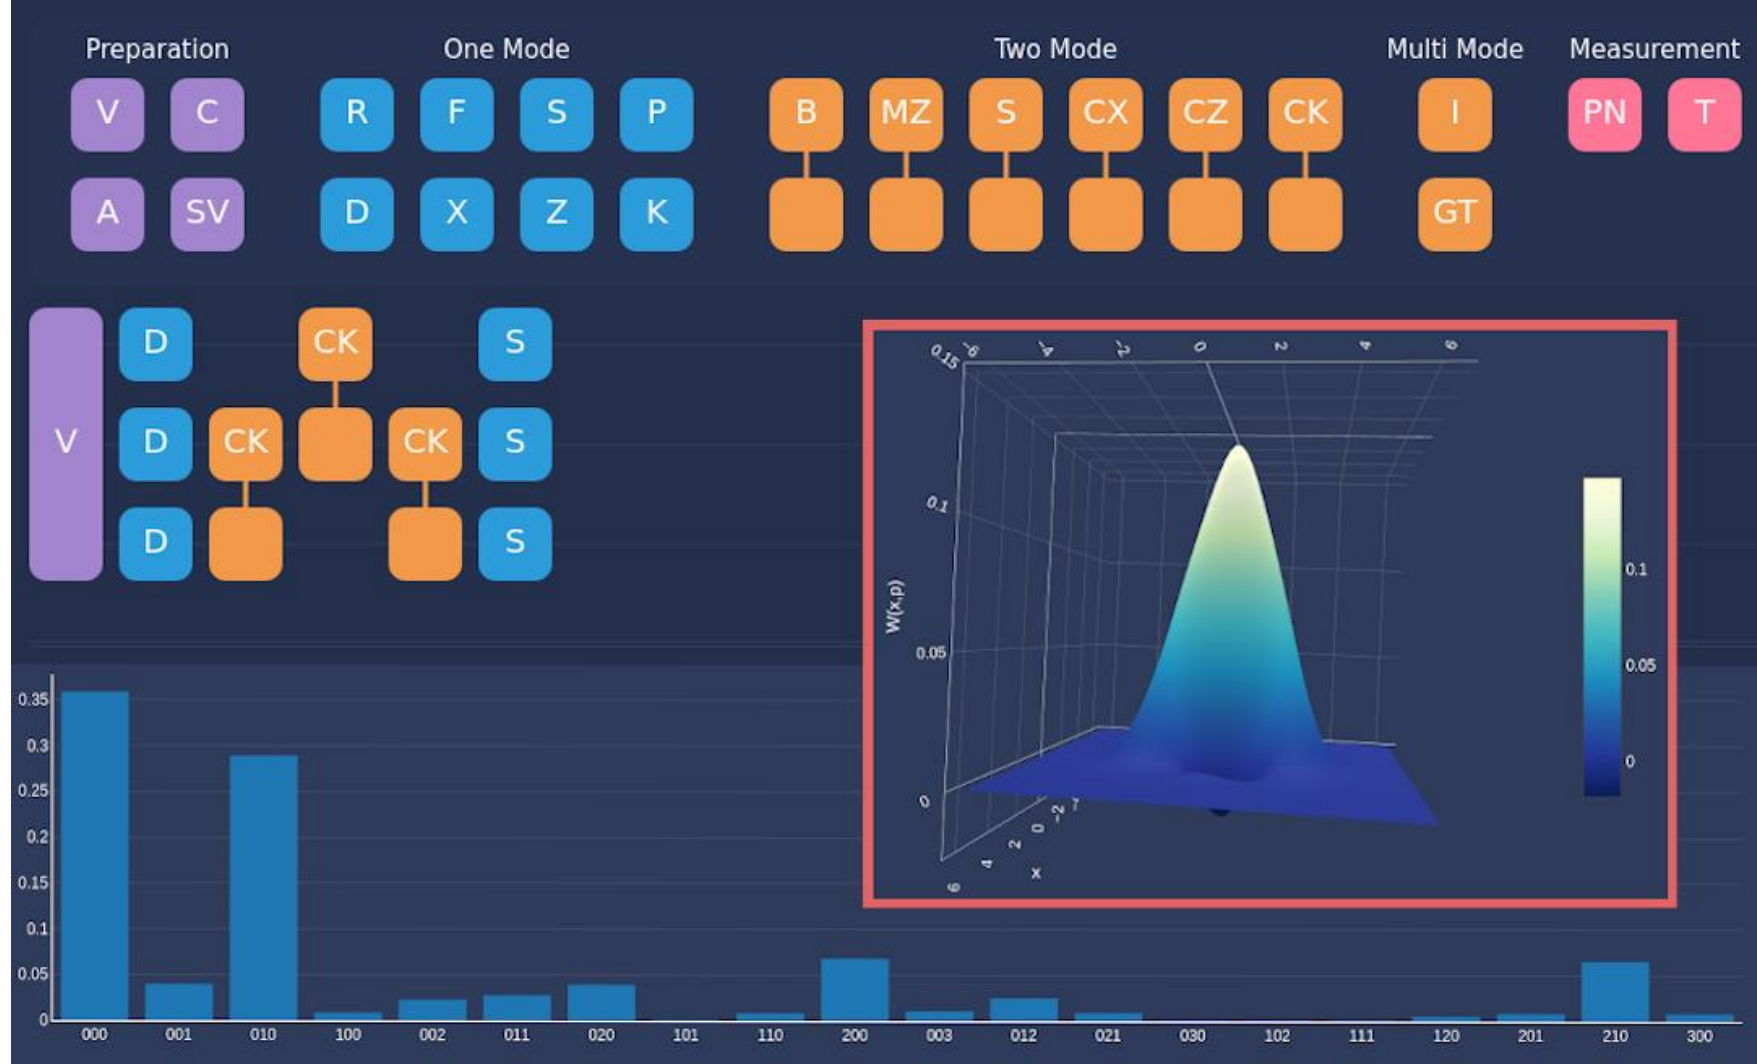 Preparation One Mode Two Mode Multi Mode Measurement
V C R F S P B MZ S CX CZ CK I PN T
A SV D X Z K GT
D CK S
V D CK CK S
D S
0.15 −6 −4 −2 0 2 4 6
0.1
0.05
0
W(x,p)
−2
0
2
4
6
x
0.1
0.05
0
0.35
0.3
0.25
0.2
0.15
0.1
0.05
0
000 001 010 100 002 011 020 101 110 200 003 012 021 030 102 111 120 201 210 300